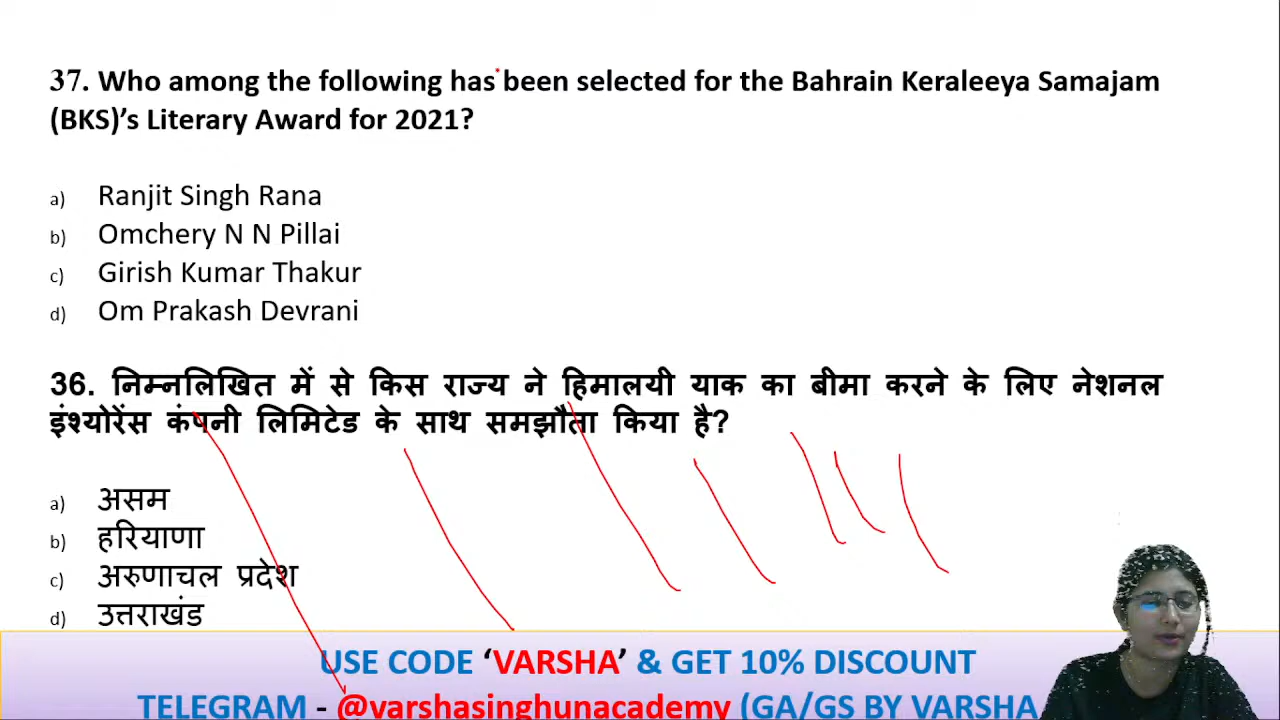 37. Who among the following has been selected for the Bahrain Keraleeya Samajam
(BKS)’s Literary Award for 2021?
a) Ranjit Singh Rana
b) Omchery N N Pillai
c) Girish Kumar Thakur
d) Om Prakash Devrani
36. निम्नलिखित में से किस राज्य ने हिमालयी याक का बीमा करने के लिए नेशनल
इंश्योरेंस कंपनी लिमिटेड के साथ समझौता किया है?
a) असम
b) हरियाणा
c) अरुणाचल प्रदेश
d) उत्तराखंड
USE CODE ‘VARSHA’ & GET 10% DISCOUNT
TELEGRAM - @varshasinghunacademy (GA/GS BY VARSHA